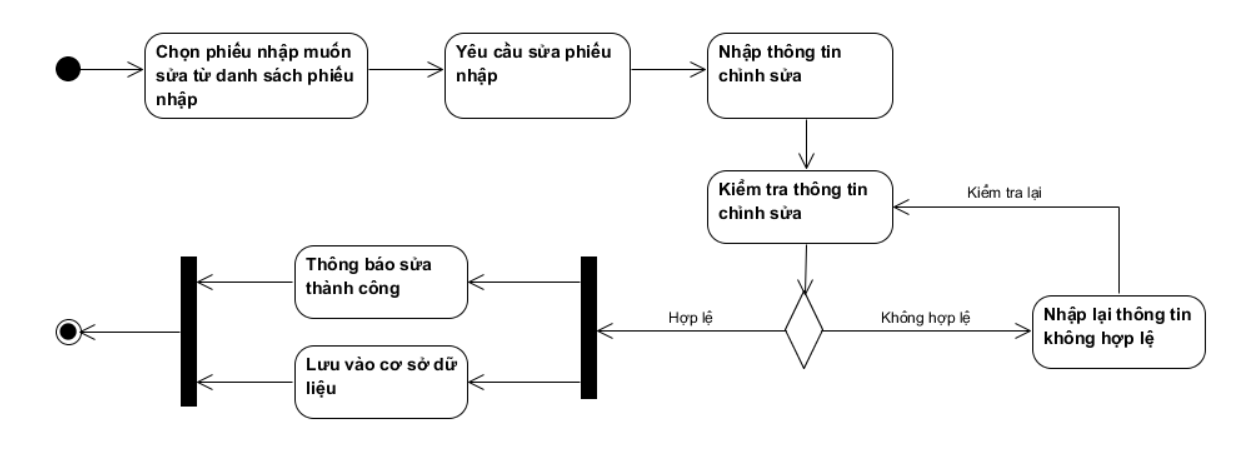 Chọn phiếu nhập muốn
sửa từ danh sách phiếu
nhập
Yêu cầu sửa phiếu
nhập
Nhập thông tin
chỉnh sửa
Kiểm tra thông tin
chỉnh sửa
Kiểm tra lại
Thông báo sửa
thành công
Hợp lệ
Không hợp lệ
Nhập lại thông tin
không hợp lệ
Lưu vào cơ sở dữ
liệu